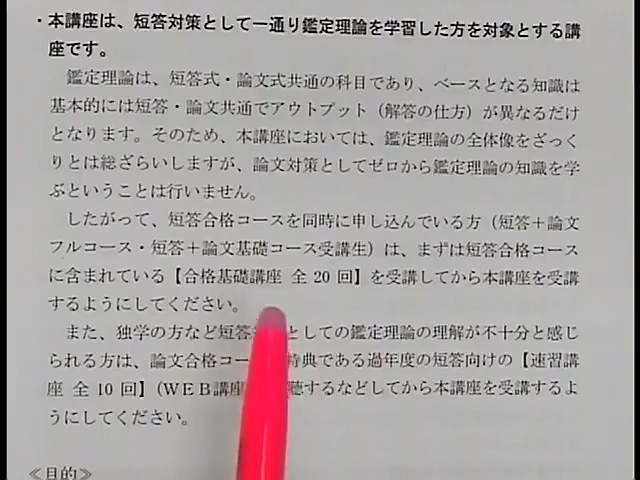 ・本講座は、短答対策として一通り鑑定理論を学習した方を対象とする講
座です。
鑑定理論は、短答式・論文式共通の科目であり、ベースとなる知識は
基本的には短答・論文共通でアウトプット（解答の仕方）が異なるだけ
となります。そのため、本講座においては、鑑定理論の全体像をざっく
りとは総ざらいしますが、論文対策としてゼロから鑑定理論の知識を学
ぶということは行いません。
したがって、短答合格コースを同時に申し込んでいる方（短答＋論文
フルコース・短答＋論文基礎コース受講生）は、まずは短答合格コース
に含まれている【合格基礎講座 全 20 回】を受講してから本講座を受講
するようにしてください。
また、独学の方など短答 としての鑑定理論の理解が不十分と感じ
られる方は、論文合格コー 特典である過年度の短答向けの【速習講
座 全 10 回】（ＷＥＢ講座 聴するなどしてから本講座を受講するよ
うにしてください。
≪目的≫